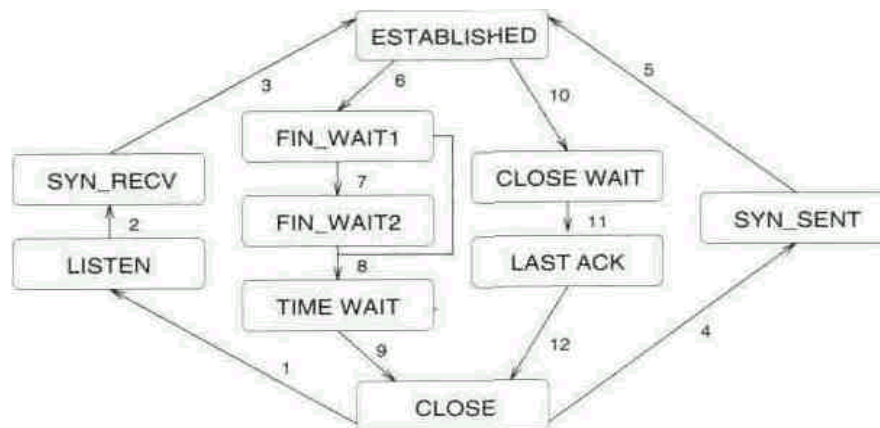 ESTABLISHED
3
6
10
5
FIN_WAIT1
SYN_RECV
7
CLOSE WAIT
2
FIN_WAIT2
11
SYN_SENT
LISTEN
8
LAST ACK
TIME WAIT
1
9
12
4
CLOSE